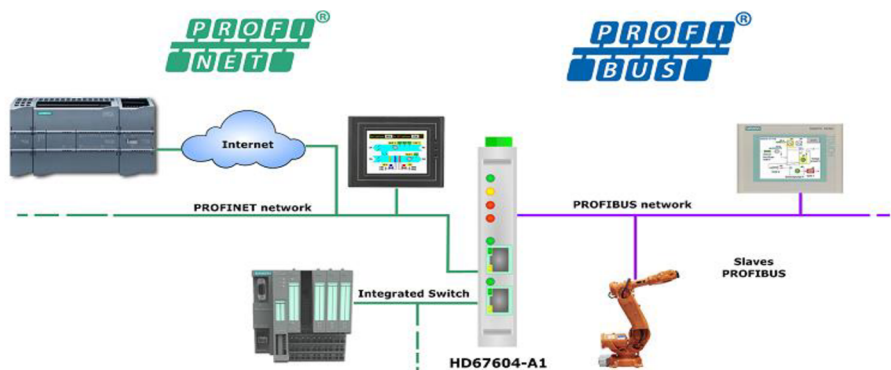 PROFI®
NET
PROFI®
BUS
Internet
PROFINET network
PROFIBUS network
Slaves
PROFIBUS
Integrated Switch
HD67604-A1